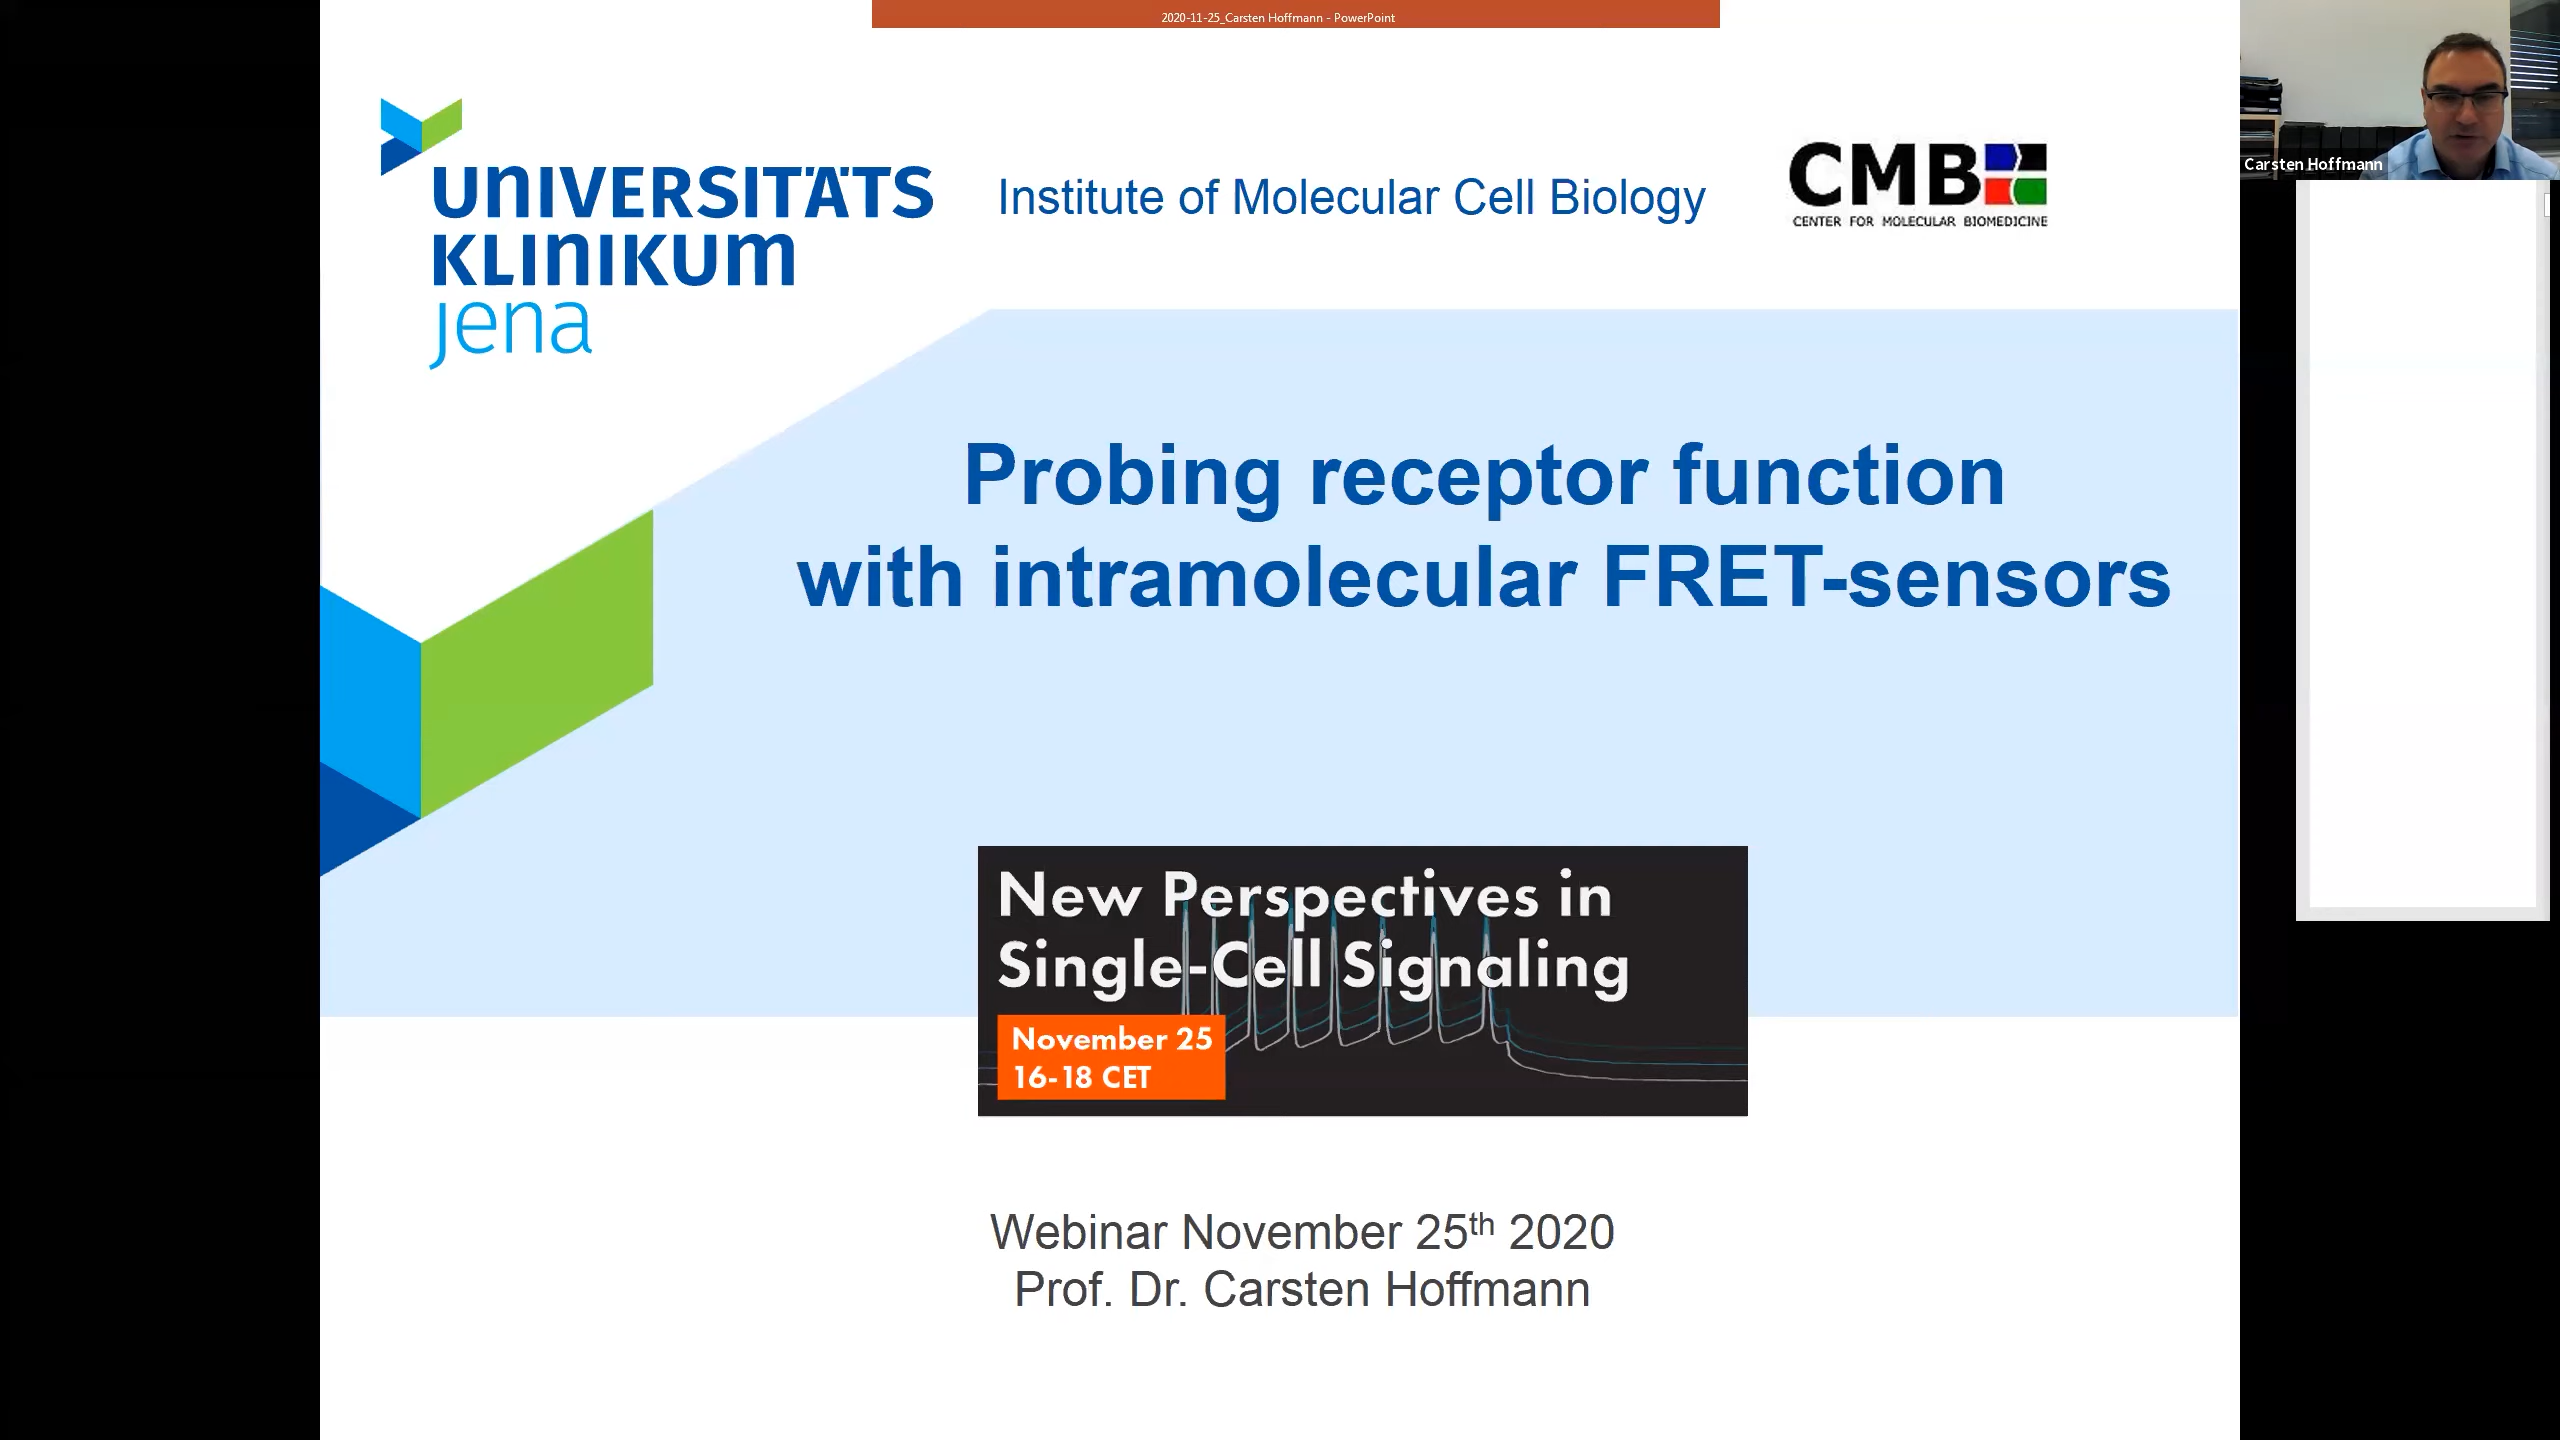 2020-11-25_Carsten Hoffmann - PowerPoint
UNIVERSITÄTS
KLINIKUM
jena
Institute of Molecular Cell Biology
CMB
CENTER FOR MOLECULAR BIOMEDICINE
Carsten Hoffmann
Probing receptor function
with intramolecular FRET-sensors
New Perspectives in
Single-Cell Signaling
November 25
16-18 CET
Webinar November 25th 2020
Prof. Dr. Carsten Hoffmann